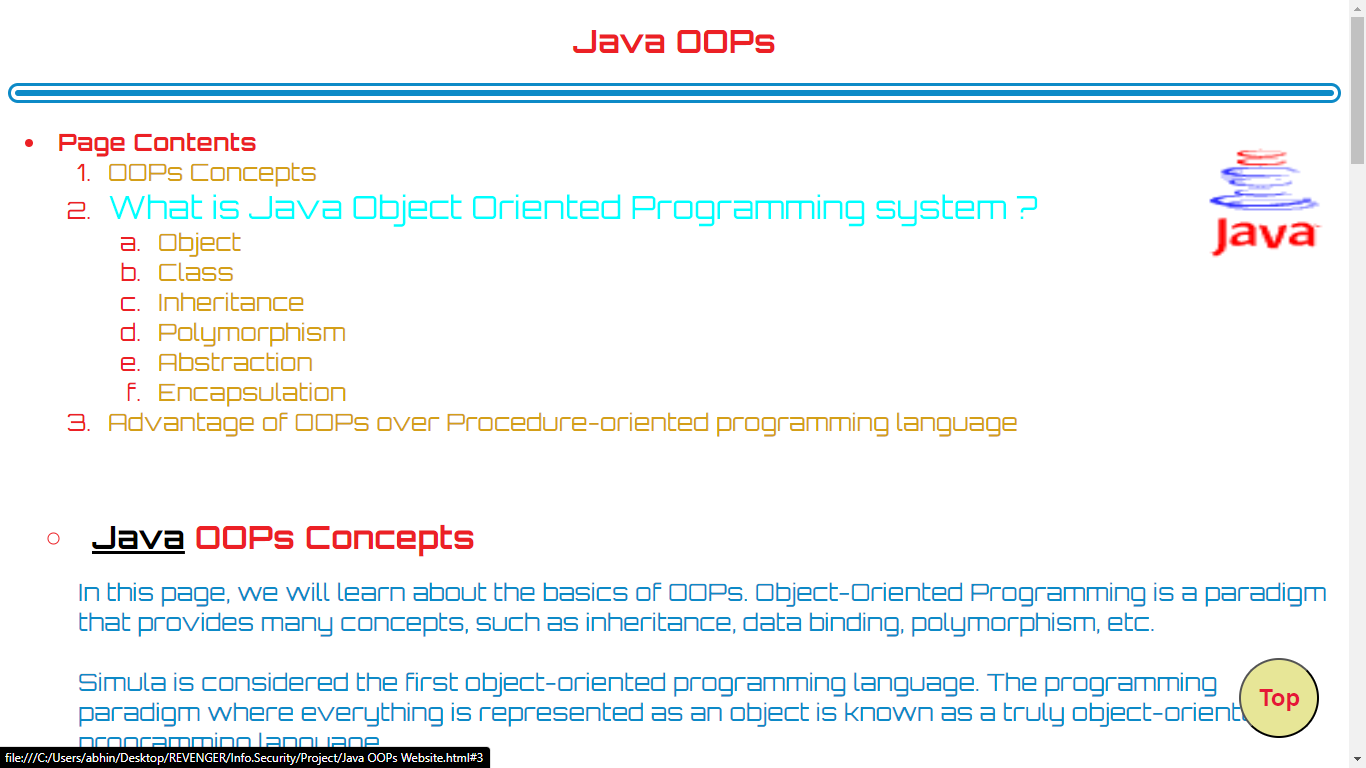 Java OOPs
Page Contents
1. OOPs Concepts
2. What is Java Object Oriented Programming system ?
a. Object
b. Class
c. Inheritance
d. Polymorphism
e. Abstraction
f. Encapsulation
3. Advantage of OOPs over Procedure-oriented programming language
Java
Java OOPs Concepts
In this page, we will learn about the basics of OOPs. Object-Oriented Programming is a paradigm
that provides many concepts, such as inheritance, data binding, polymorphism, etc.
Simula is considered the first object-oriented programming language. The programming
paradigm where everything is represented as an object is known as a truly object-orient
programming language.
Top
file:///C:/Users/abhin/Desktop/REVENGER/Info.Security/Project/Java OOPs Website.html#3